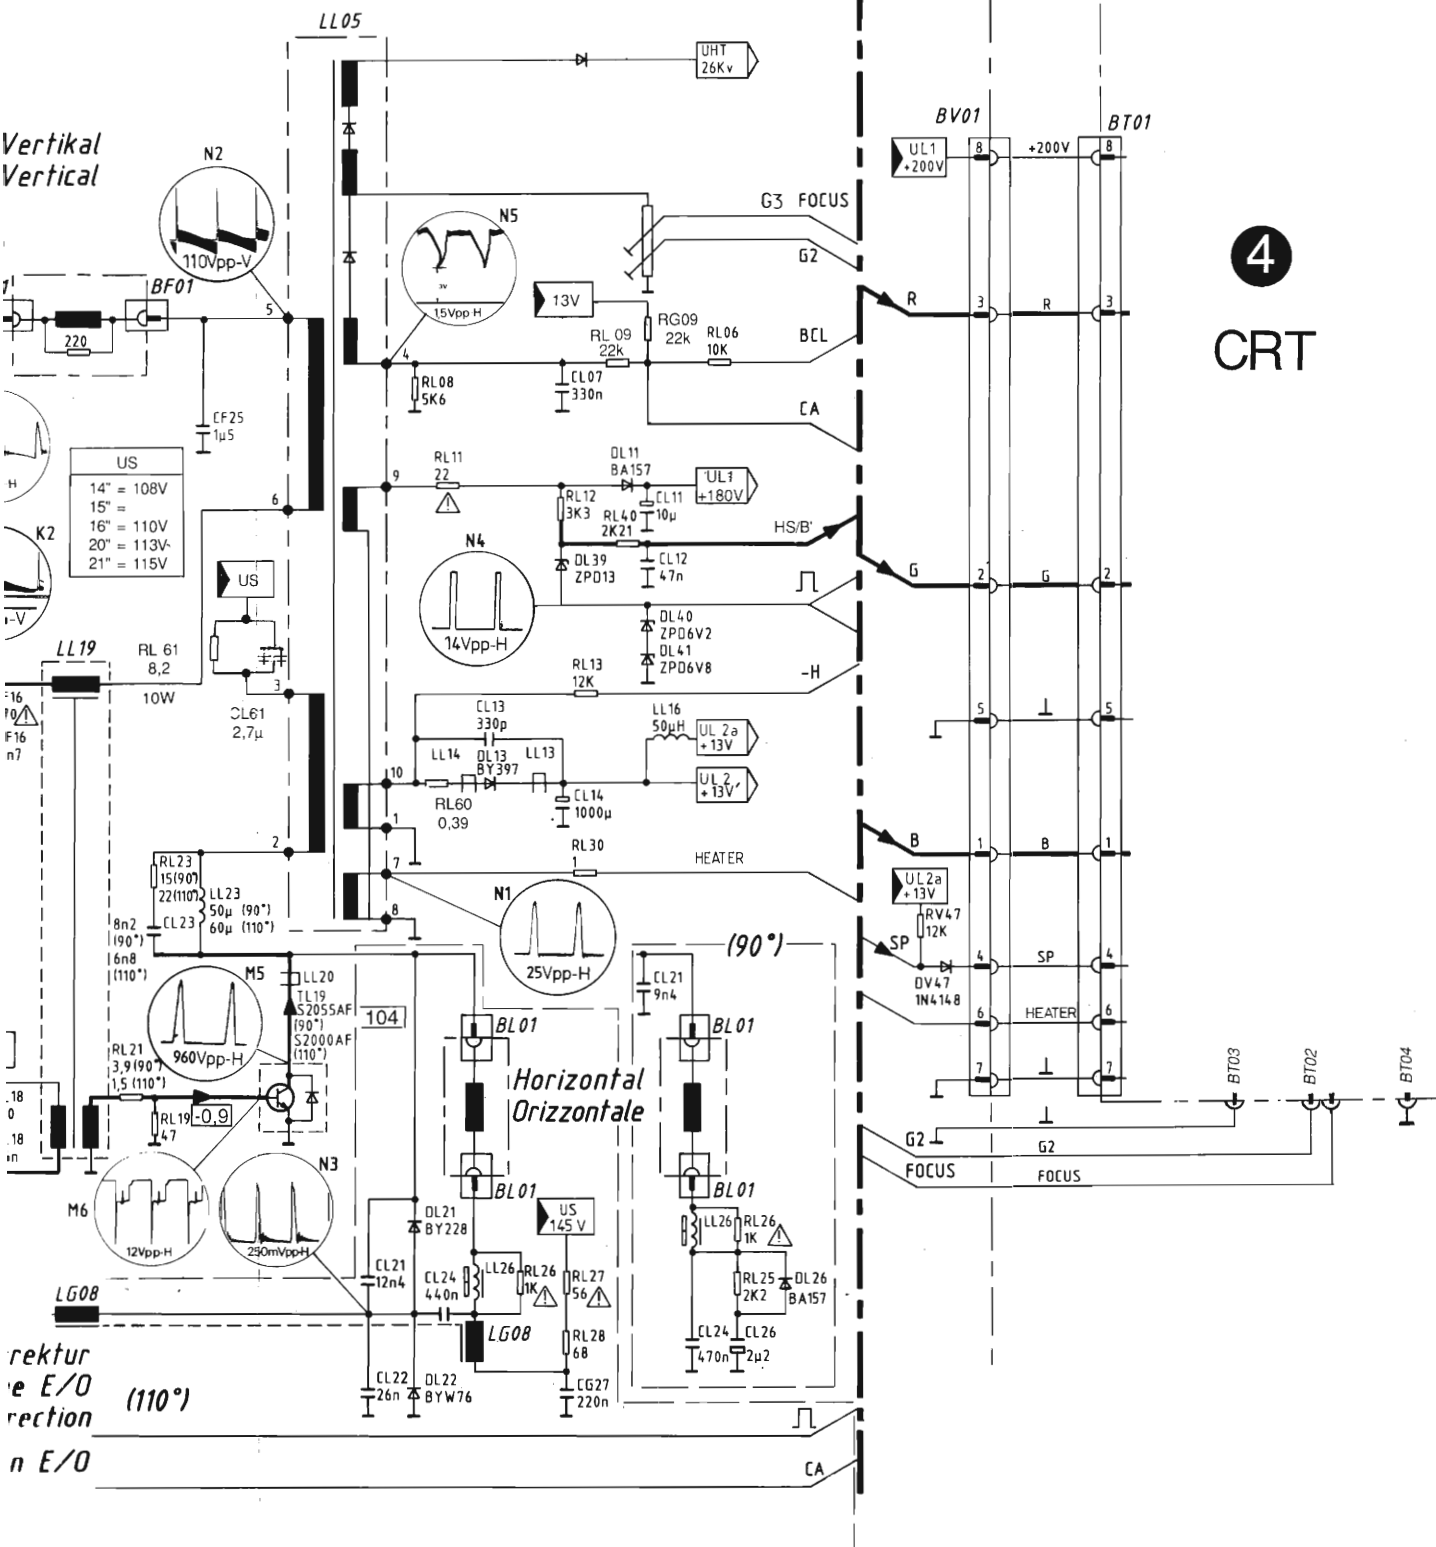 LL05
UHT
26Kv
Vertikal
Vertical
N2
110Vpp-V
BF01
220
5
CF25
1µ5
US
14" = 108V
15" =
16" = 110V
20" = 113V
21" = 115V
6
K2
H
-V
US
LL19
RL 61
8,2
10W
3
CL61
2,7µ
F16
F16
n7
N5
3V
15Vpp-H
13V
4
RL 09
22k
RG09
22k
RL06
10K
BCL
G3 FOCUS
G2
RL08
5K6
CL07
330n
CA
9
RL11
22
DL11
BA157
UL1
+180V
RL12
3K3
CL11
10µ
RL40
2K21
HS/B'
N4
14Vpp-H
DL39
ZPD13
CL12
47n
DL40
ZPD6V2
DL41
ZPD6V8
RL13
12K
-H
CL13
330p
LL16
50µH
UL 2a
+13V
LL14
DL13
BY397
LL13
10
RL60
0,39
CL14
1000µ
UL 2
+13V
1
7
RL30
1
HEATER
8
N1
25Vpp-H
2
RL23
15(90°)
22(110°)
LL23
50µ (90°)
60µ (110°)
CL23
8n2
(90°)
6n8
(110°)
M5
960Vpp-H
LL20
TL19
S2055AF
(90°)
S2000AF
(110°)
104
RL21
3,9(90°)
1,5 (110°)
RL19
47
-0,9
.18
0
.18
n
M6
12Vpp-H
N3
250mVpp-H
BL01
Horizontal
Orizzontale
BL01
(90°)
CL21
9n4
BL01
BL01
DL21
BY228
CL21
12n4
CL24
440n
LL26
RL26
1K
US
145 V
RL27
56
RL28
68
LG08
LG08
CL22
26n
DL22
BYW76
CG27
220n
LL26
RL26
1K
RL25
2K2
DL26
BA157
CL24
470n
CL26
2µ2
rektur
e E/O
rection
n E/O
(110°)
CA
BV01
BT01
UL1
+200V
8
+200V
8
R
3
R
3
G
2
G
2
5
5
B
1
B
1
UL2a
+13V
RV47
12K
SP
DV47
1N4148
4
SP
4
6
HEATER
6
7
7
G2
G2
FOCUS
FOCUS
BT03
BT02
BT04
4
CRT